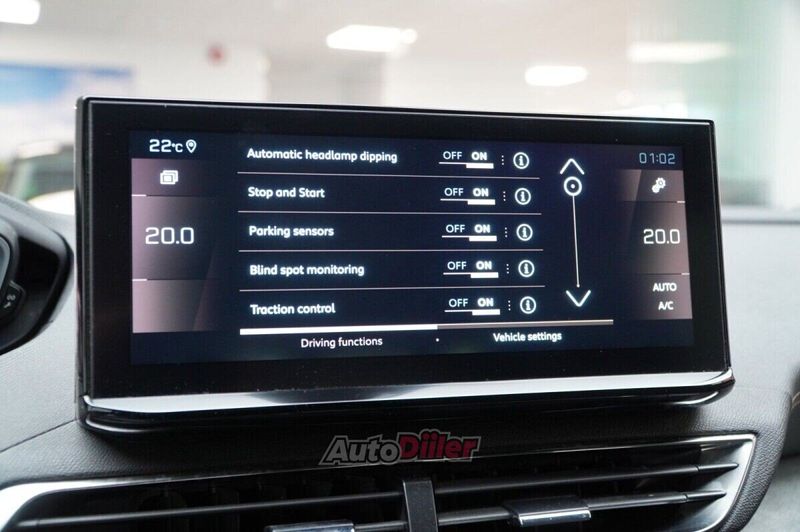 22°C
01:02
Automatic headlamp dipping OFF ON
Stop and Start OFF ON
Parking sensors OFF ON
Blind spot monitoring OFF ON
Traction control OFF ON
20.0
20.0
AUTO
A/C
Driving functions
Vehicle settings
AutoDiler